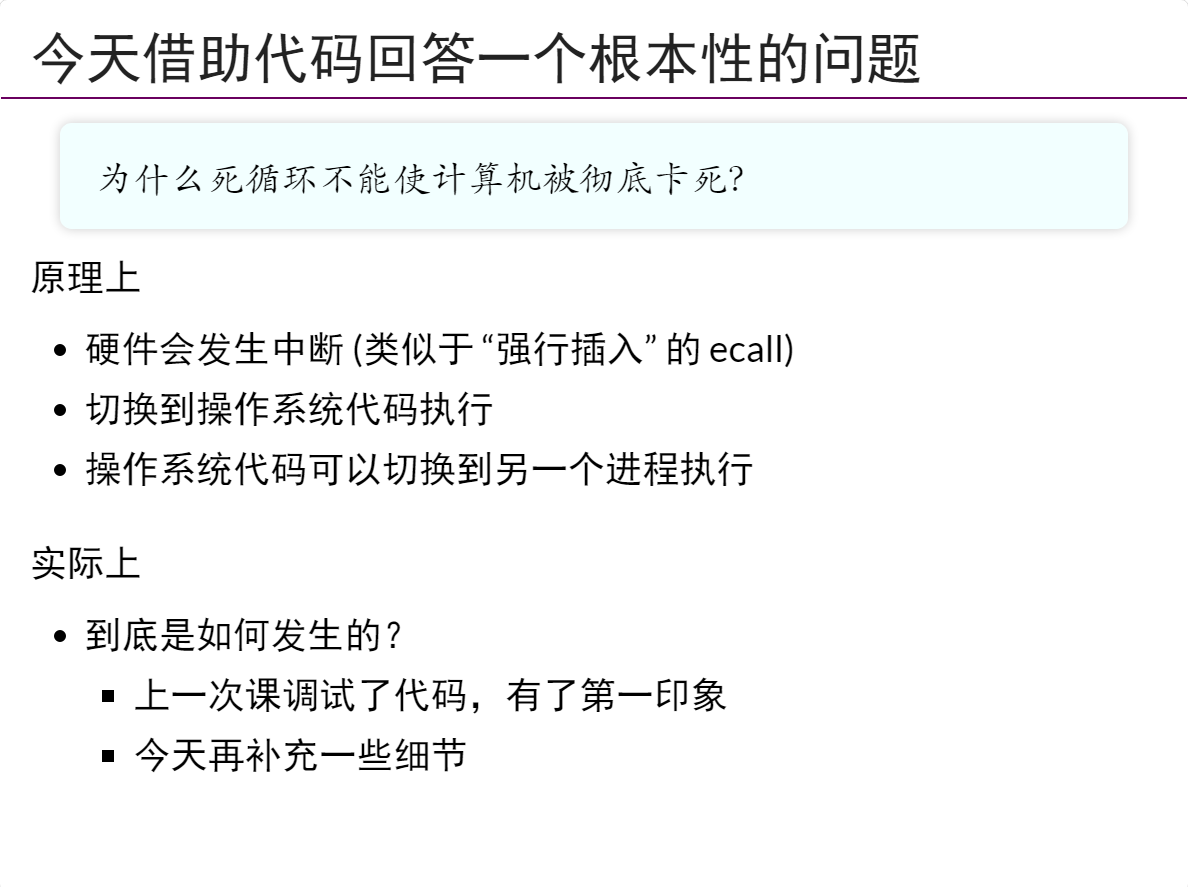 今天借助代码回答一个根本性的问题
为什么死循环不能使计算机被彻底卡死?
原理上
• 硬件会发生中断 (类似于 “强行插入” 的 ecall)
• 切换到操作系统代码执行
• 操作系统代码可以切换到另一个进程执行
实际上
• 到底是如何发生的？
▪ 上一次课调试了代码，有了第一印象
▪ 今天再补充一些细节